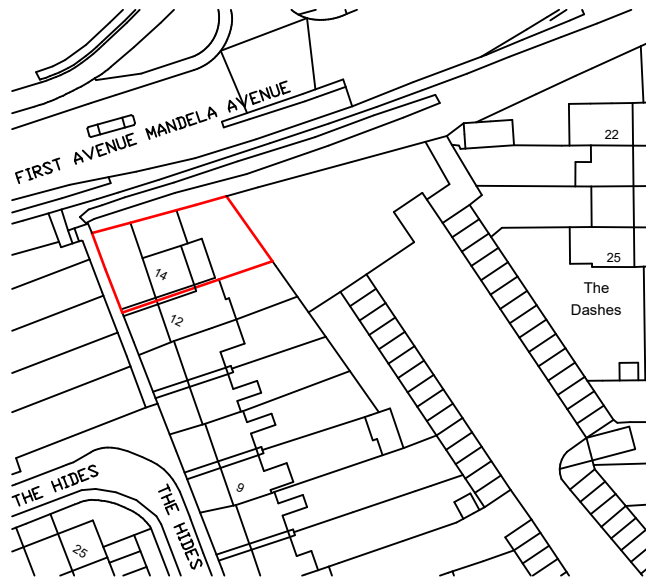 FIRST AVENUE MANDELA AVENUE
22
25
The
Dashes
14
12
9
THE HIDES
THE HIDES
25